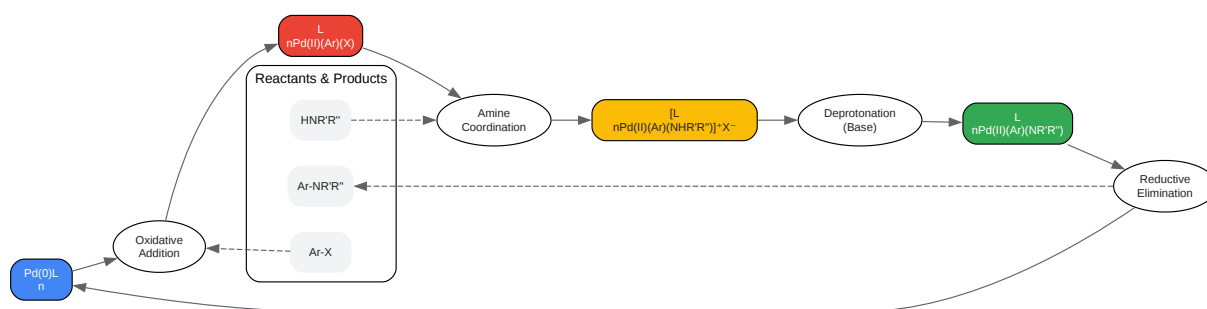 L
nPd(II)(Ar)(X)
Reactants & Products
HNR'R"
Amine
Coordination
[L
nPd(II)(Ar)(NHR'R")]⁺X⁻
Deprotonation
(Base)
L
nPd(II)(Ar)(NR'R")
Ar-NR'R"
Reductive
Elimination
Oxidative
Addition
Ar-X
Pd(0)L
n